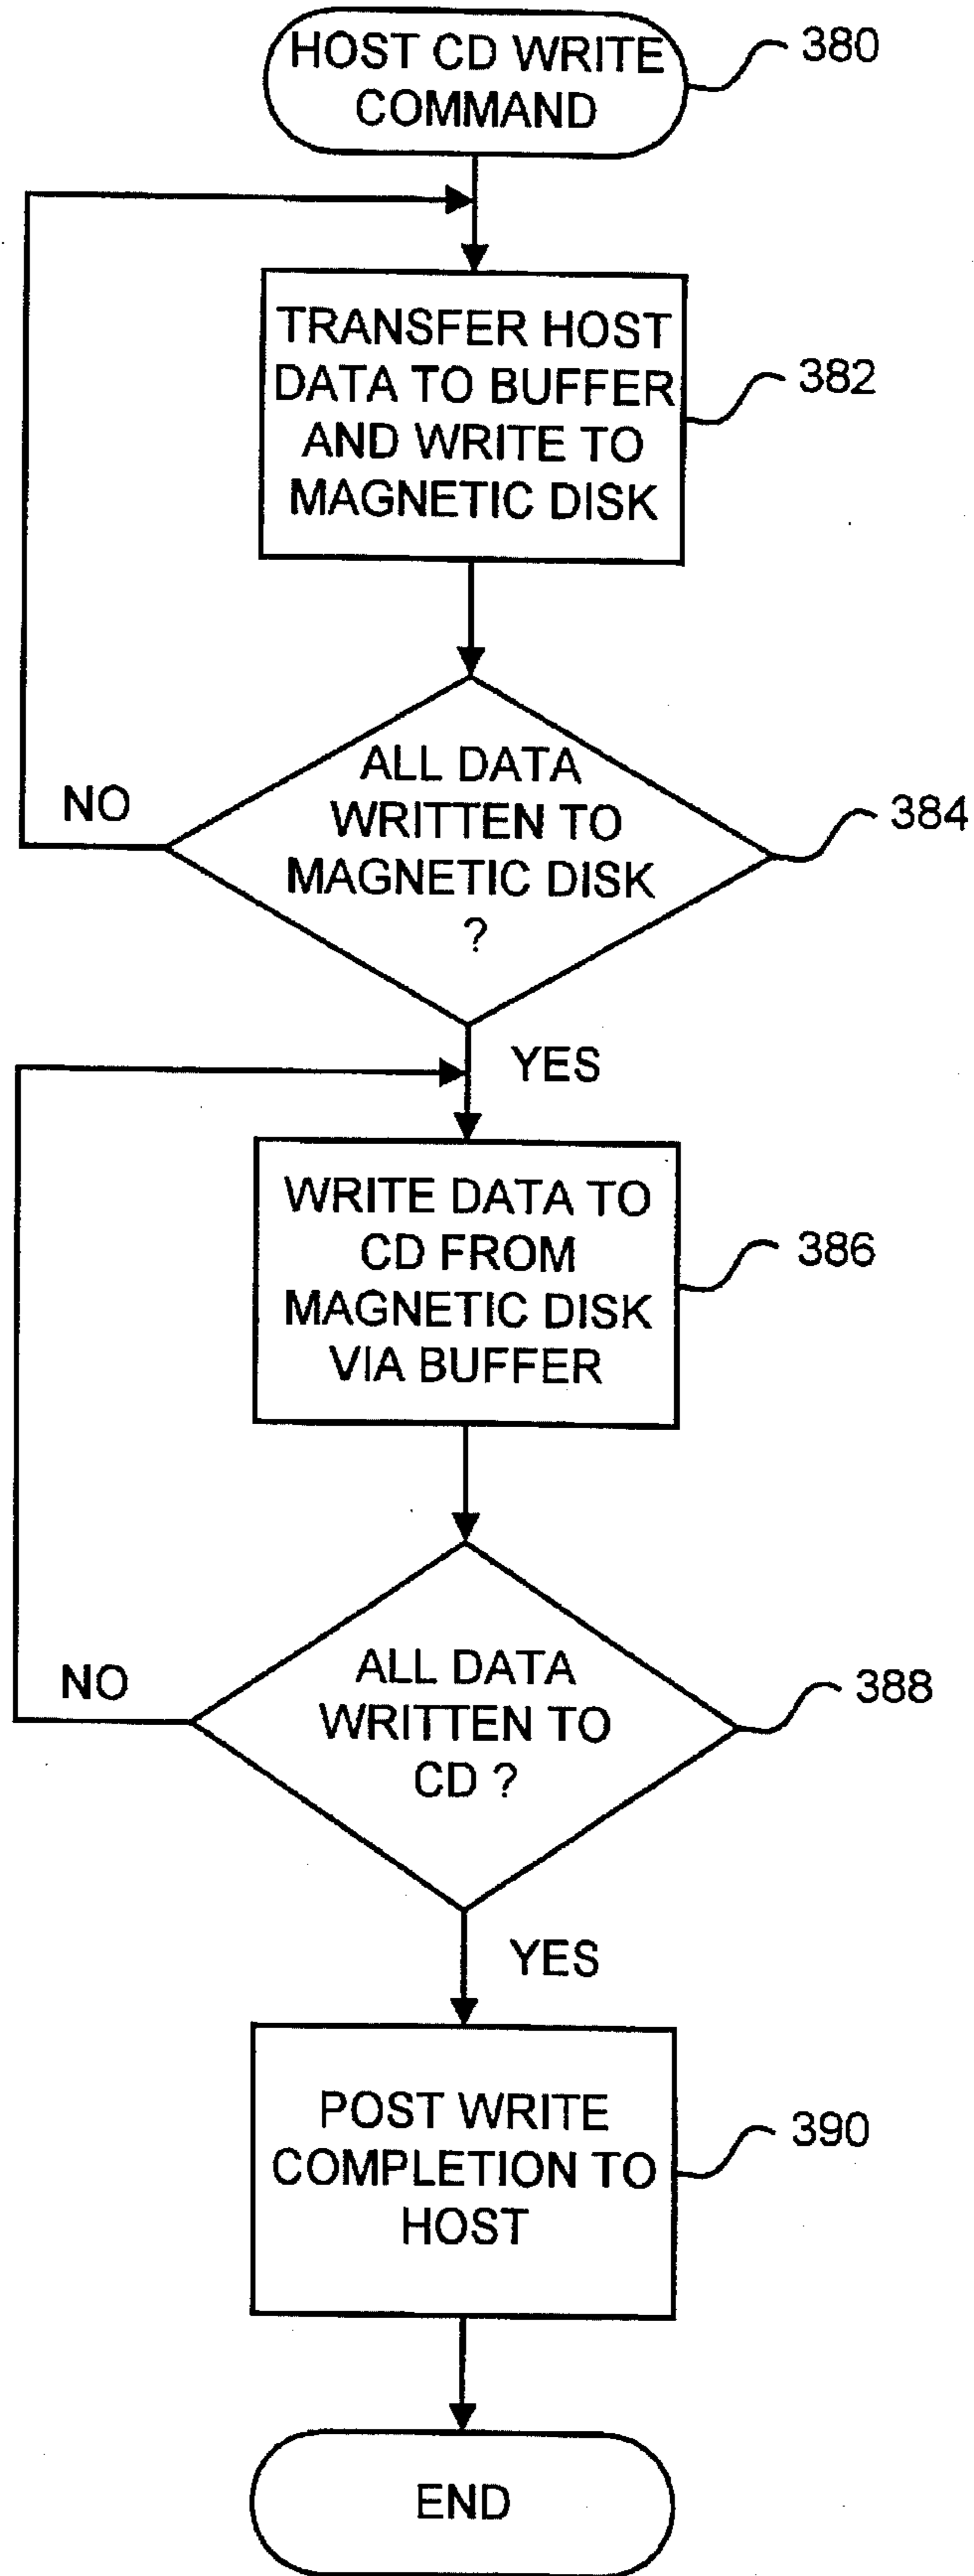 HOST CD WRITE
COMMAND
380
TRANSFER HOST
DATA TO BUFFER
AND WRITE TO
MAGNETIC DISK
382
ALL DATA
WRITTEN TO
MAGNETIC DISK
?
384
NO
YES
WRITE DATA TO
CD FROM
MAGNETIC DISK
VIA BUFFER
386
ALL DATA
WRITTEN TO
CD ?
388
NO
YES
POST WRITE
COMPLETION TO
HOST
390
END